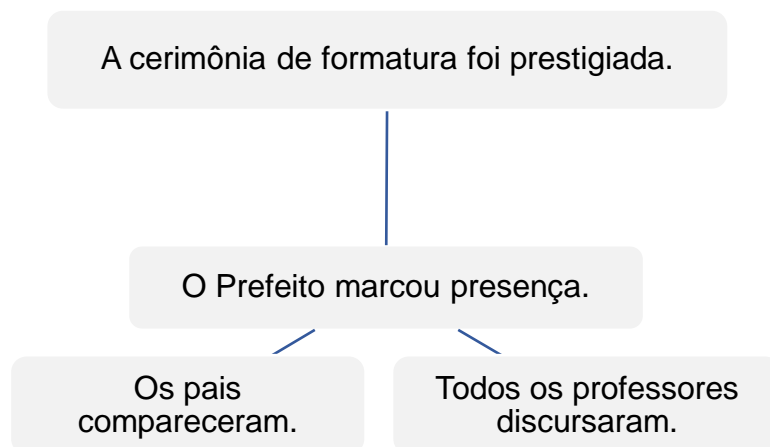 A cerimônia de formatura foi prestigiada.
O Prefeito marcou presença.
Os pais
compareceram.
Todos os professores
discursaram.